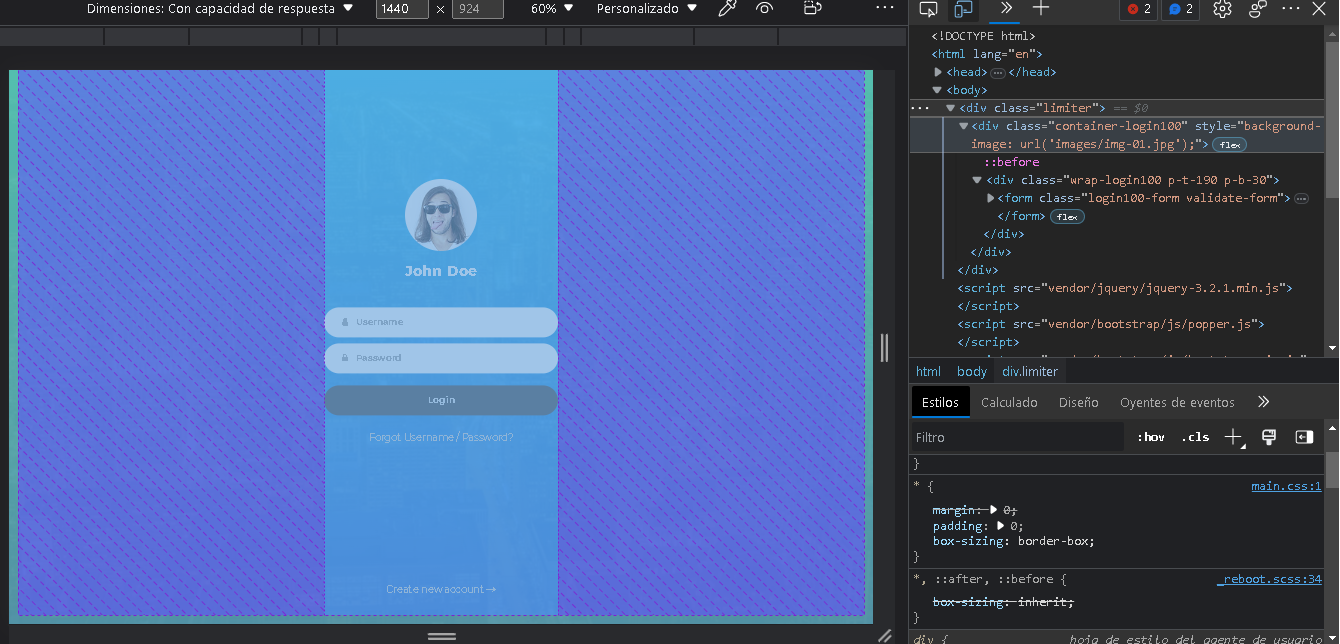 Dimensiones: Con capacidad de respuesta ▼ 1440 × 924 60% ▼ Personalizado ▼
2 2
<!DOCTYPE html>
<html lang="en">
<head> ⋯ </head>
<body>
<div class="limiter"> == $0
<div class="container-login100" style="background-
image: url('images/img-01.jpg');"> flex
::before
<div class="wrap-login100 p-t-190 p-b-30">
<form class="login100-form validate-form"> ⋯
</form> flex
</div>
</div>
</div>
<script src="vendor/jquery/jquery-3.2.1.min.js">
</script>
<script src="vendor/bootstrap/js/popper.js">
</script>
html body div.limiter
Estilos Calculado Diseño Oyentes de eventos
Filtro :hov .cls
}
* { main.css:1
margin: ▶ 0;
padding: ▶ 0;
box-sizing: border-box;
}
*, ::after, ::before { _reboot.scss:34
box-sizing: inherit;
}
div { hoja de estilo del agente de usuario
John Doe
Username
Password
Login
Forgot Username / Password?
Create new account →